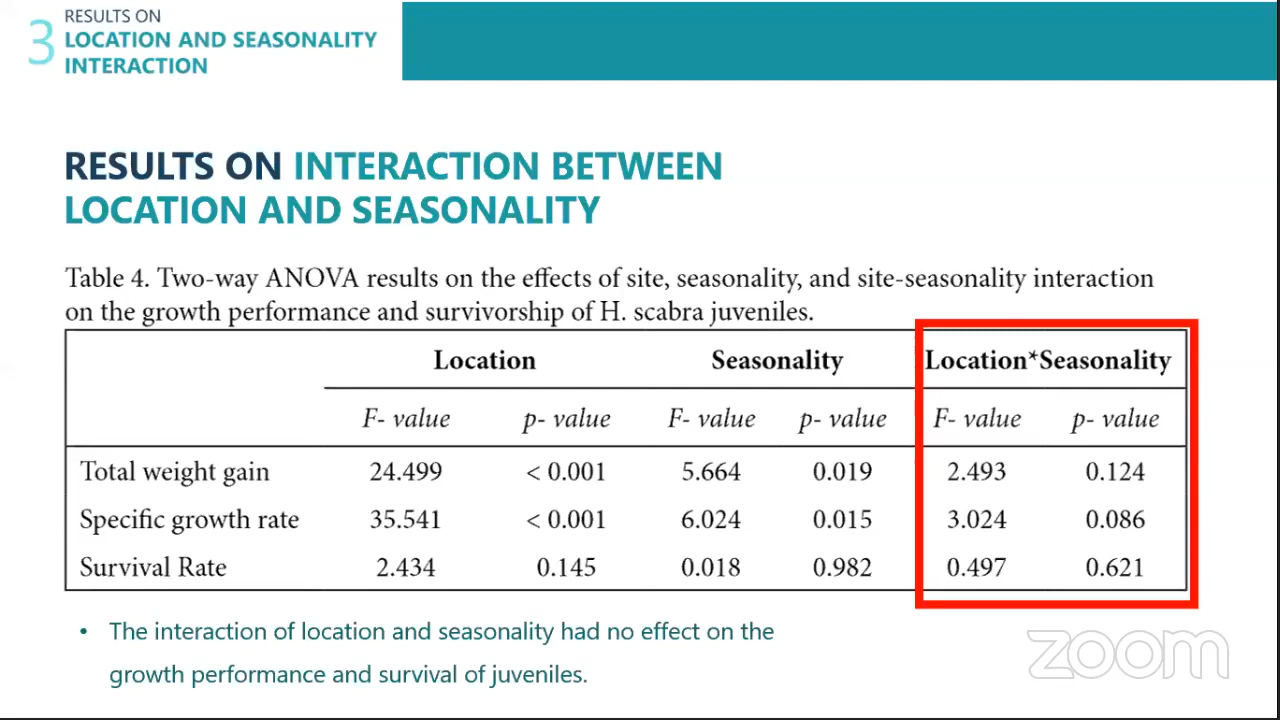 3
RESULTS ON
LOCATION AND SEASONALITY
INTERACTION
RESULTS ON INTERACTION BETWEEN
LOCATION AND SEASONALITY
Table 4. Two-way ANOVA results on the effects of site, seasonality, and site-seasonality interaction
on the growth performance and survivorship of H. scabra juveniles.
Location Seasonality Location*Seasonality
F- value p- value F- value p- value F- value p- value
Total weight gain 24.499 < 0.001 5.664 0.019 2.493 0.124
Specific growth rate 35.541 < 0.001 6.024 0.015 3.024 0.086
Survival Rate 2.434 0.145 0.018 0.982 0.497 0.621
• The interaction of location and seasonality had no effect on the
growth performance and survival of juveniles.
zoom